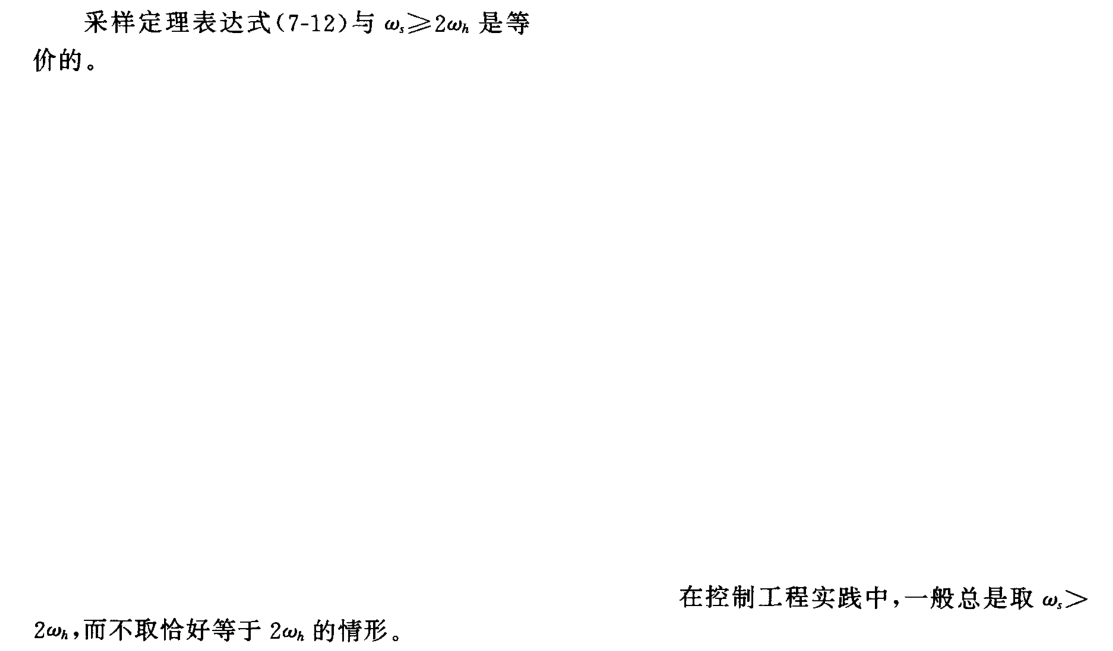 采样定理表达式(7-12)与 ωs⩾2ωh 是等
价的。
在控制工程实践中,一般总是取 ωs>
2ωh,而不取恰好等于 2ωh 的情形。